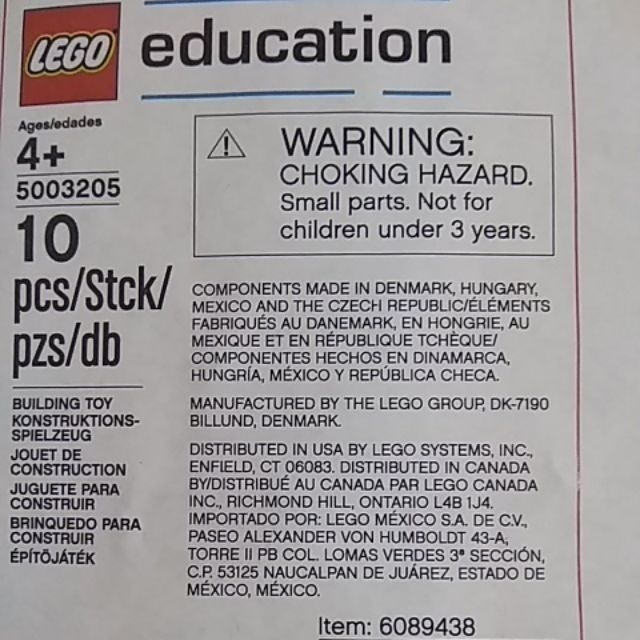 LEGO education
Ages/edades
4+
5003205
10
pcs/Stck/
pzs/db
BUILDING TOY
KONSTRUKTIONS-
SPIELZEUG
JOUET DE
CONSTRUCTION
JUGUETE PARA
CONSTRUIR
BRINQUEDO PARA
CONSTRUIR
ÉPÍTŐJÁTÉK
WARNING:
CHOKING HAZARD.
Small parts. Not for
children under 3 years.
COMPONENTS MADE IN DENMARK, HUNGARY,
MEXICO AND THE CZECH REPUBLIC/ÉLÉMENTS
FABRIQUÉS AU DANEMARK, EN HONGRIE, AU
MEXIQUE ET EN RÉPUBLIQUE TCHÈQUE/
COMPONENTES HECHOS EN DINAMARCA,
HUNGRÍA, MÉXICO Y REPÚBLICA CHECA.
MANUFACTURED BY THE LEGO GROUP, DK-7190
BILLUND, DENMARK.
DISTRIBUTED IN USA BY LEGO SYSTEMS, INC.,
ENFIELD, CT 06083. DISTRIBUTED IN CANADA
BY/DISTRIBUÉ AU CANADA PAR LEGO CANADA
INC., RICHMOND HILL, ONTARIO L4B 1J4.
IMPORTADO POR: LEGO MÉXICO S.A. DE C.V.,
PASEO ALEXANDER VON HUMBOLDT 43-A,
TORRE II PB COL. LOMAS VERDES 3ª SECCIÓN,
C.P. 53125 NAUCALPAN DE JUÁREZ, ESTADO DE
MÉXICO, MÉXICO.
Item: 6089438